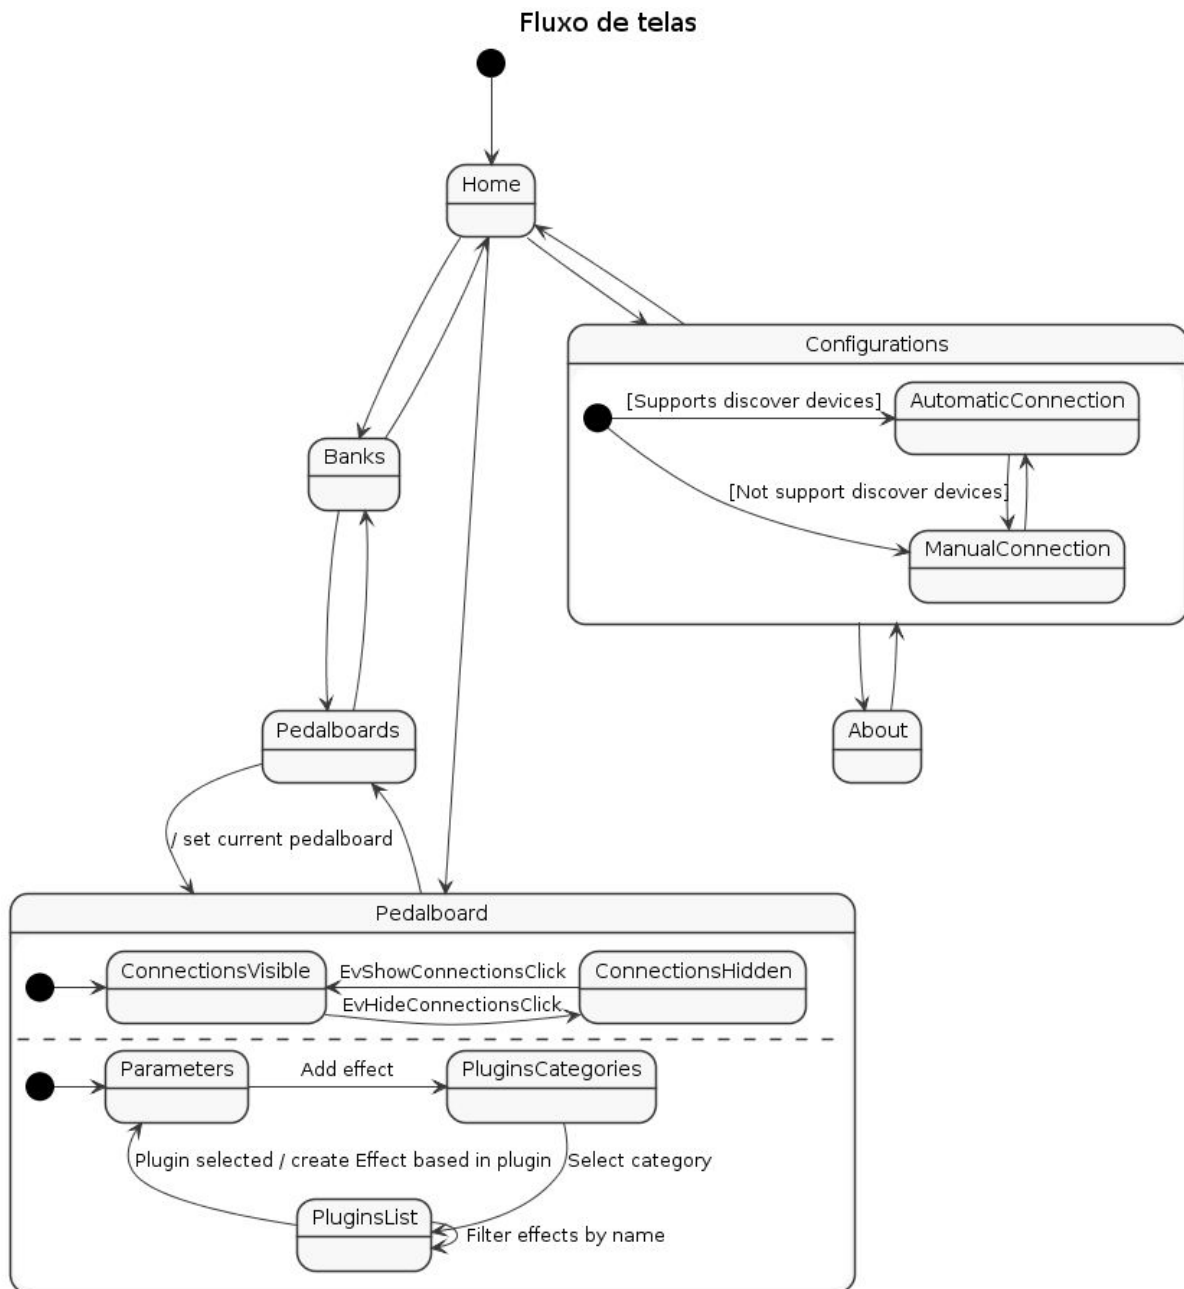 Fluxo de telas
Home
Configurations
[Supports discover devices]
AutomaticConnection
Banks
[Not support discover devices]
ManualConnection
Pedalboards
About
/ set current pedalboard
Pedalboard
ConnectionsVisible
EvShowConnectionsClick
ConnectionsHidden
EvHideConnectionsClick
Parameters
Add effect
PluginsCategories
Plugin selected / create Effect based in plugin
Select category
PluginsList
Filter effects by name